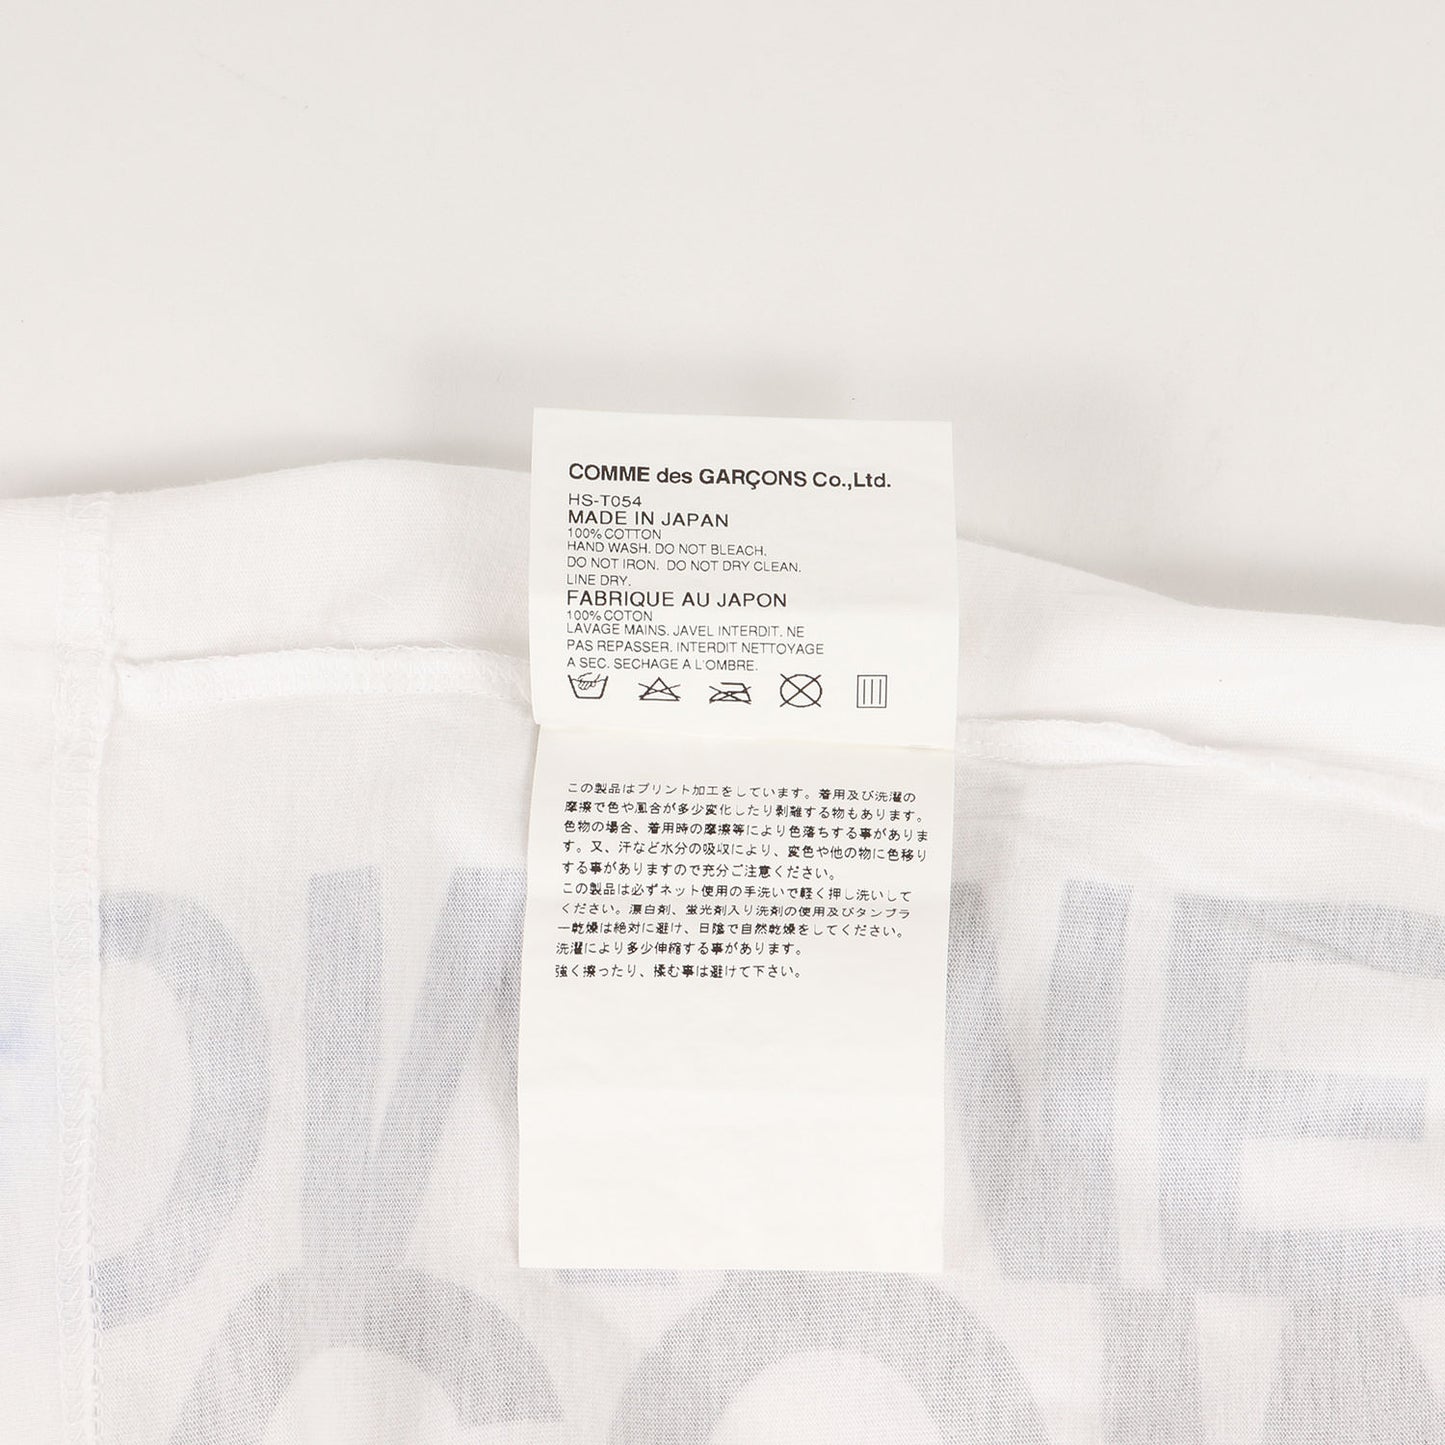 COMME des GARÇONS Co.,Ltd.
HS-T054
MADE IN JAPAN
100% COTTON
HAND WASH. DO NOT BLEACH.
DO NOT IRON. DO NOT DRY CLEAN.
LINE DRY.
FABRIQUE AU JAPON
100% COTON
LAVAGE MAINS. JAVEL INTERDIT. NE
PAS REPASSER. INTERDIT NETTOYAGE
A SEC. SECHAGE A L'OMBRE.
この製品はプリント加工をしています。着用及び洗濯の
摩擦で色や風合が多少変化したり剥離する物もあります。
色物の場合、着用時の摩擦等により色落ちする事がありま
す。又、汗など水分の吸収により、変色や他の物に色移り
する事がありますので充分ご注意ください。
この製品は必ずネット使用の手洗いで軽く押し洗いして
ください。漂白剤、蛍光剤入り洗剤の使用及びタンブラ
ー乾燥は絶対に避け、日陰で自然乾燥をしてください。
洗濯により多少伸縮する事があります。
強く擦ったり、揉む事は避けて下さい。